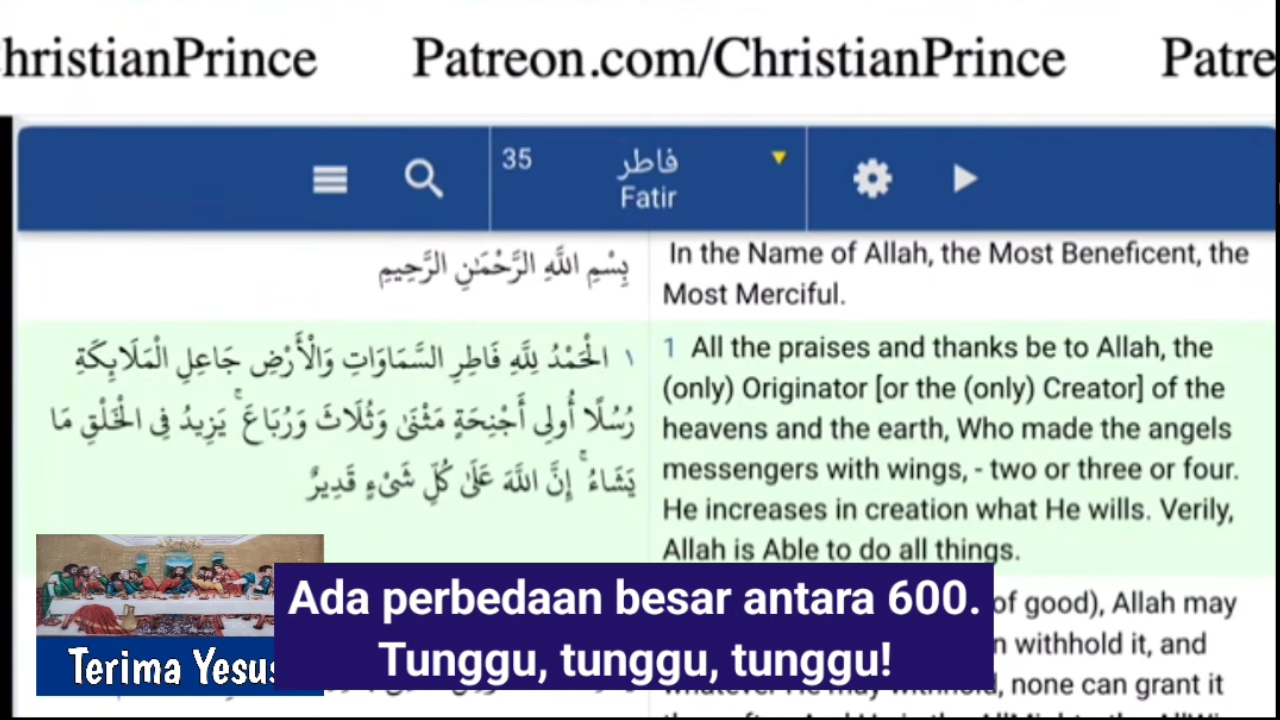 hristianPrince Patreon.com/ChristianPrince Patre
35 فاطر
Fatir
بِسْمِ اللَّهِ الرَّحْمَٰنِ الرَّحِيمِ
In the Name of Allah, the Most Beneficent, the
Most Merciful.
١ الْحَمْدُ لِلَّهِ فَاطِرِ السَّمَاوَاتِ وَالْأَرْضِ جَاعِلِ الْمَلَائِكَةِ
رُسُلًا أُولِي أَجْنِحَةٍ مَثْنَىٰ وَثُلَاثَ وَرُبَاعَ ۚ يَزِيدُ فِي الْخَلْقِ مَا
يَشَاءُ ۚ إِنَّ اللَّهَ عَلَىٰ كُلِّ شَيْءٍ قَدِيرٌ
1 All the praises and thanks be to Allah, the
(only) Originator [or the (only) Creator] of the
heavens and the earth, Who made the angels
messengers with wings, - two or three or four.
He increases in creation what He wills. Verily,
Allah is Able to do all things.
of good), Allah may
withhold it, and
none can grant it
Terima Yesus
Ada perbedaan besar antara 600.
Tunggu, tunggu, tunggu!